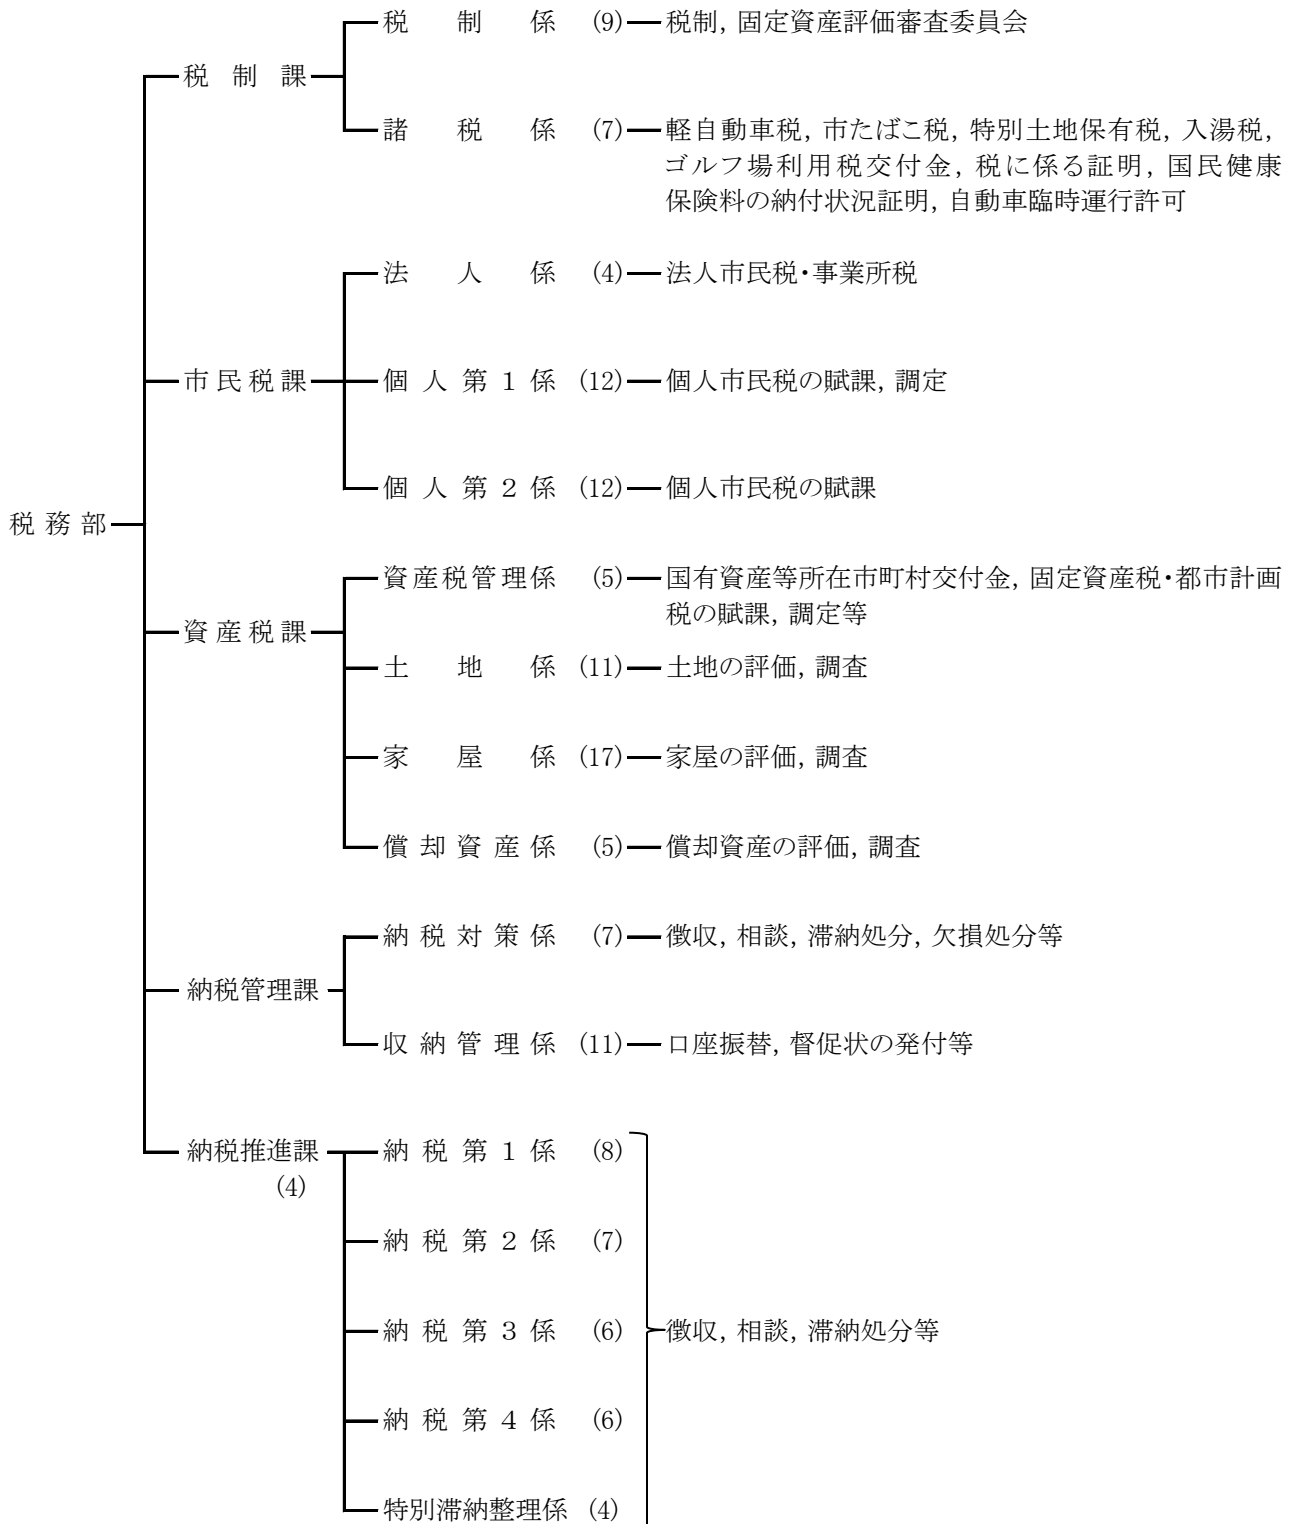 税務部
税制課
税制係 (9) 税制, 固定資産評価審査委員会
諸税係 (7) 軽自動車税, 市たばこ税, 特別土地保有税, 入湯税,
ゴルフ場利用税交付金, 税に係る証明, 国民健康
保険料の納付状況証明, 自動車臨時運行許可
市民税課
法人係 (4) 法人市民税・事業所税
個人第1係 (12) 個人市民税の賦課, 調定
個人第2係 (12) 個人市民税の賦課
資産税課
資産税管理係 (5) 国有資産等所在市町村交付金, 固定資産税・都市計画
税の賦課, 調定等
土地係 (11) 土地の評価, 調査
家屋係 (17) 家屋の評価, 調査
償却資産係 (5) 償却資産の評価, 調査
納税管理課
納税対策係 (7) 徴収, 相談, 滞納処分, 欠損処分等
収納管理係 (11) 口座振替, 督促状の発付等
納税推進課
(4)
納税第1係 (8)
納税第2係 (7)
納税第3係 (6) 徴収, 相談, 滞納処分等
納税第4係 (6)
特別滞納整理係 (4)